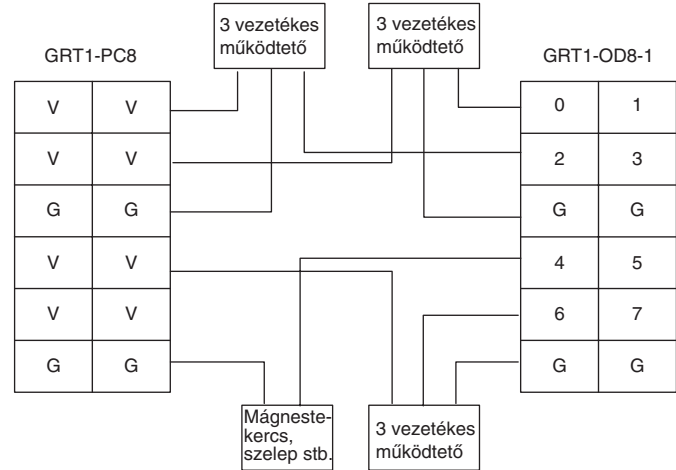 3 vezetékes
működtető
3 vezetékes
működtető
GRT1-PC8
GRT1-OD8-1
V V
V V
G G
V V
V V
G G
0 1
2 3
G G
4 5
6 7
G G
Mágneste-
kercs,
szelep stb.
3 vezetékes
működtető